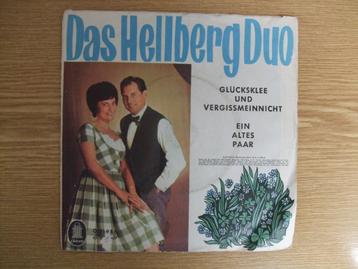 Das Hellberg Duo
GLÜCKSKLEE
UND
VERGISSMEINNICHT
EIN
ALTES
PAAR